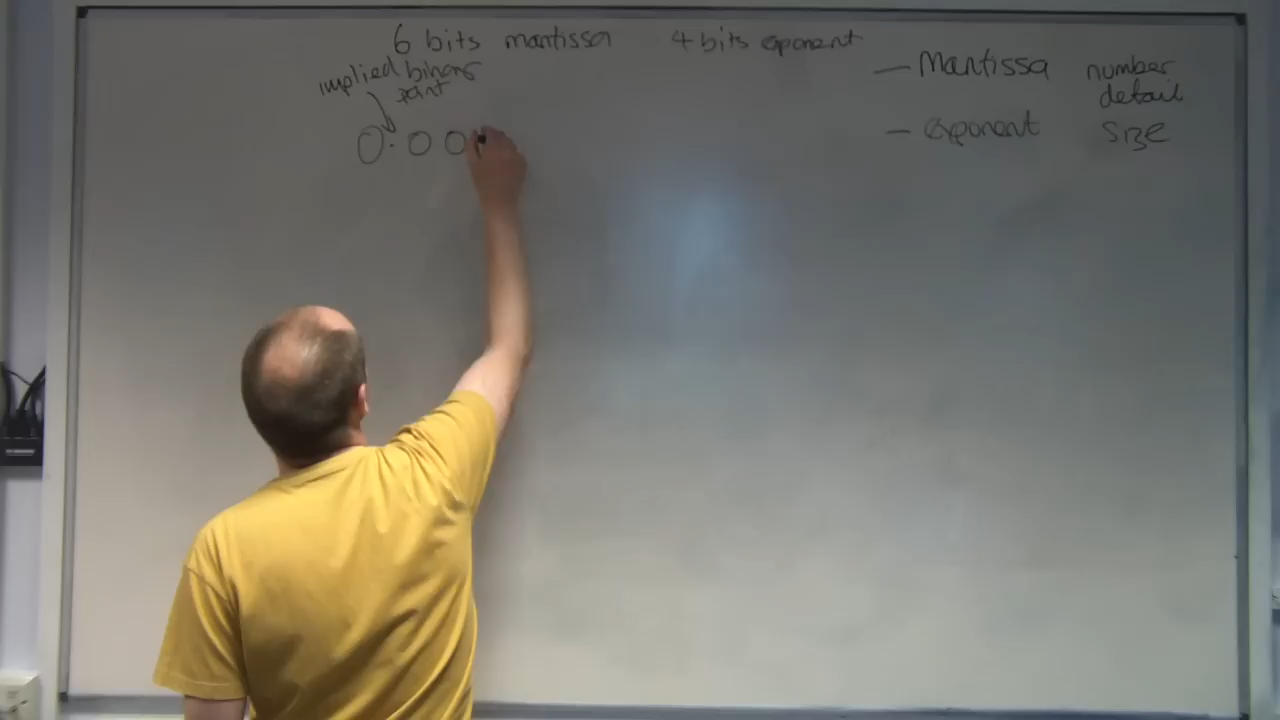 6 bits mantissa 4 bits exponent
implied binary
point
0.00
— Mantissa number
detail
— exponent size